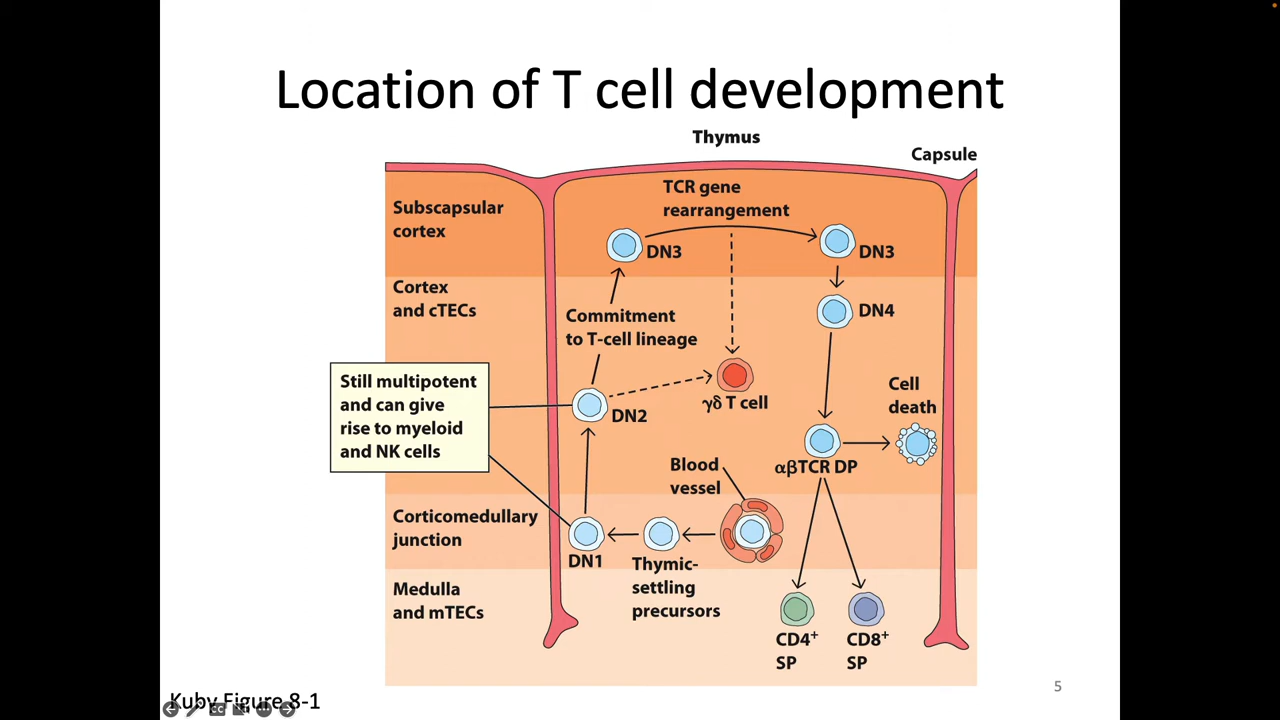 Location of T cell development
Thymus
Capsule
Subscapsular
cortex
TCR gene
rearrangement
DN3
DN3
Cortex
and cTECs
DN4
Commitment
to T-cell lineage
Still multipotent
and can give
rise to myeloid
and NK cells
γδ T cell
Cell
death
DN2
αβTCR DP
Blood
vessel
Corticomedullary
junction
DN1
Thymic-
settling
precursors
Medulla
and mTECs
CD4⁺
SP
CD8⁺
SP
Kuby Figure 8-1
5